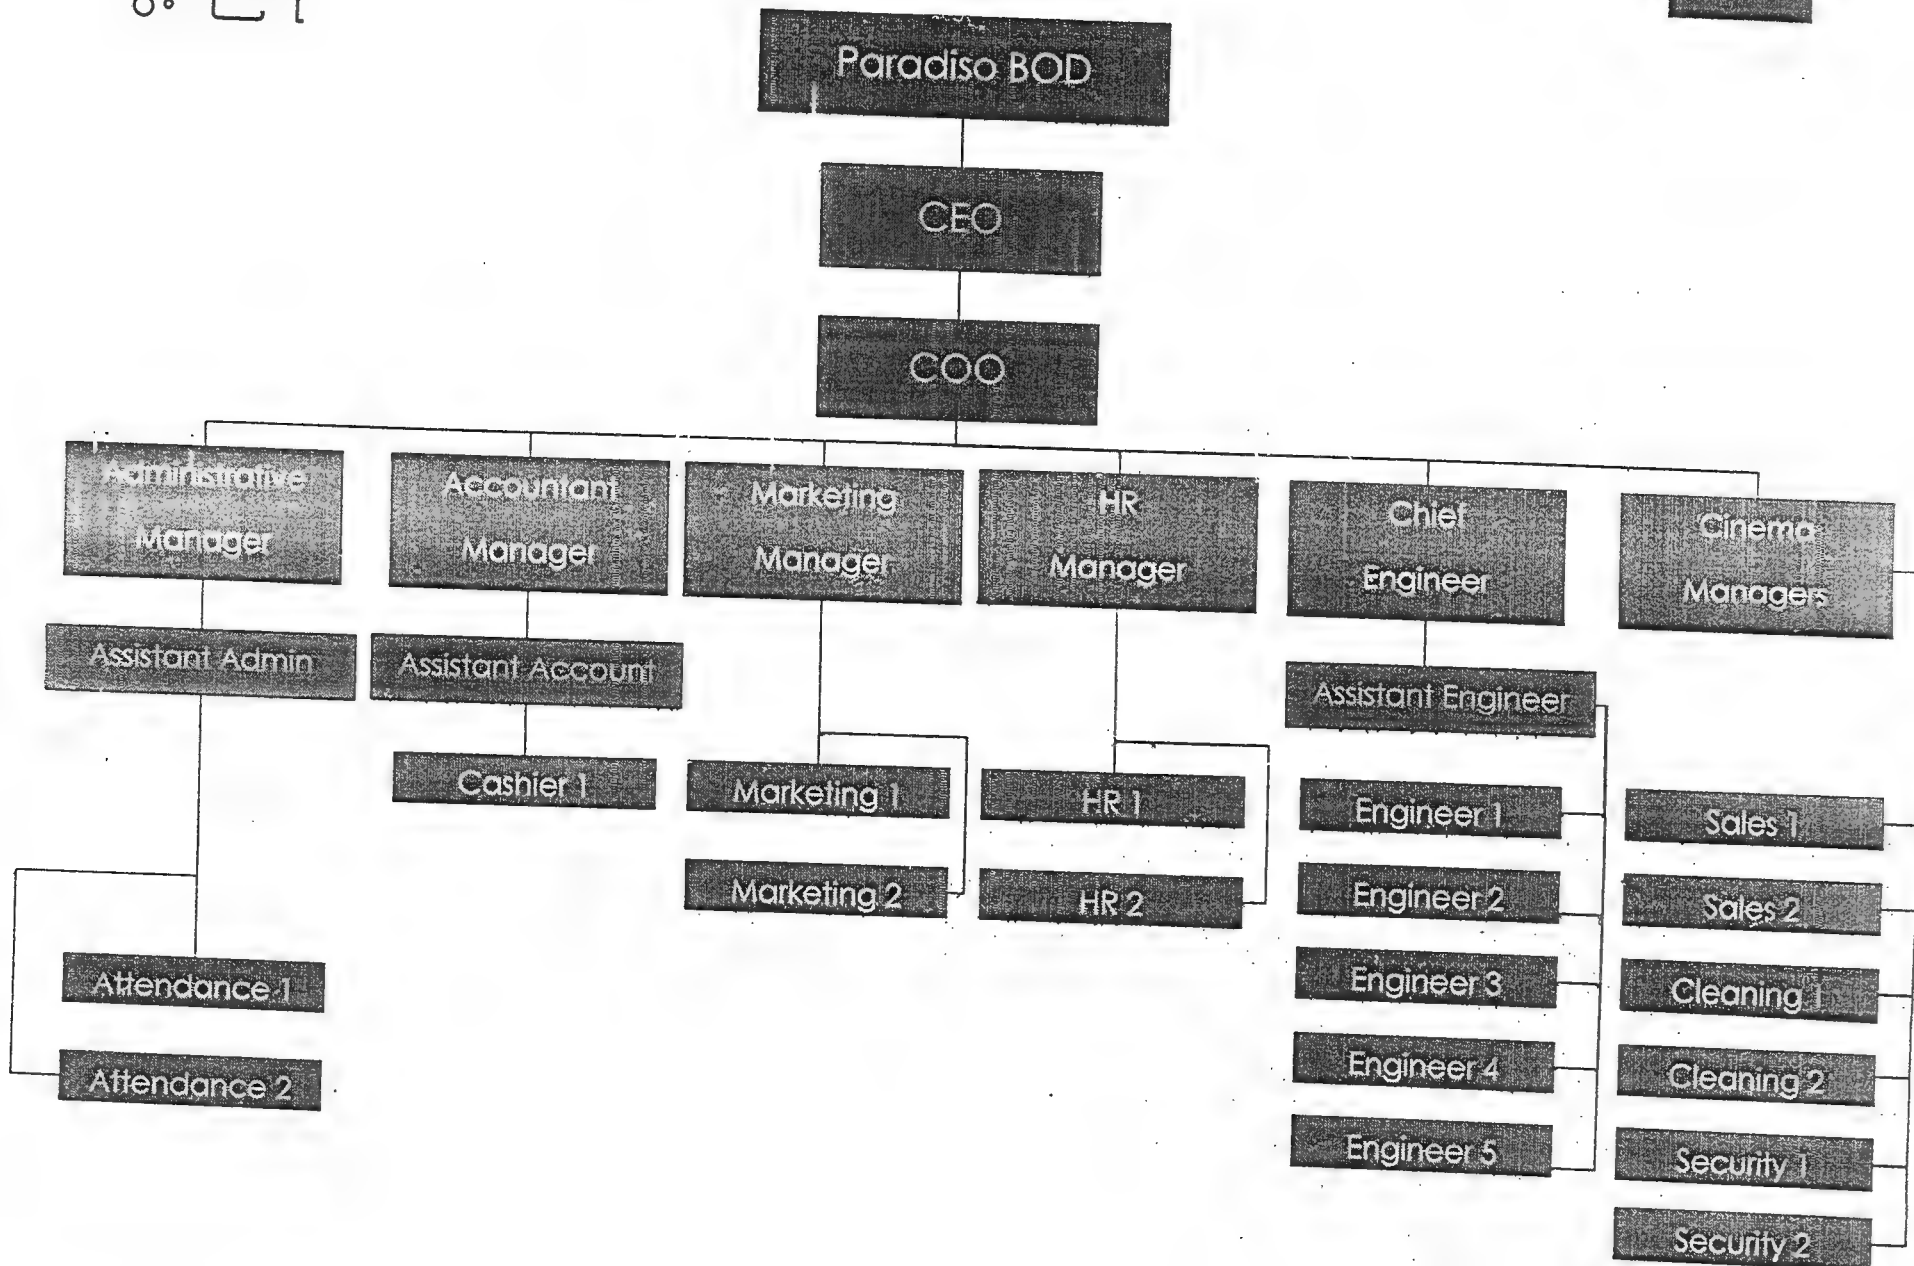 Paradiso BOD
CEO
COO
Administrative
Manager
Accountant
Manager
Marketing
Manager
HR
Manager
Chief
Engineer
Cinema
Managers
Assistant Admin
Assistant Account
Assistant Engineer
Cashier 1
Marketing 1
HR 1
Engineer 1
Sales 1
Marketing 2
HR 2
Engineer 2
Sales 2
Attendance 1
Engineer 3
Cleaning 1
Attendance 2
Engineer 4
Cleaning 2
Engineer 5
Security 1
Security 2